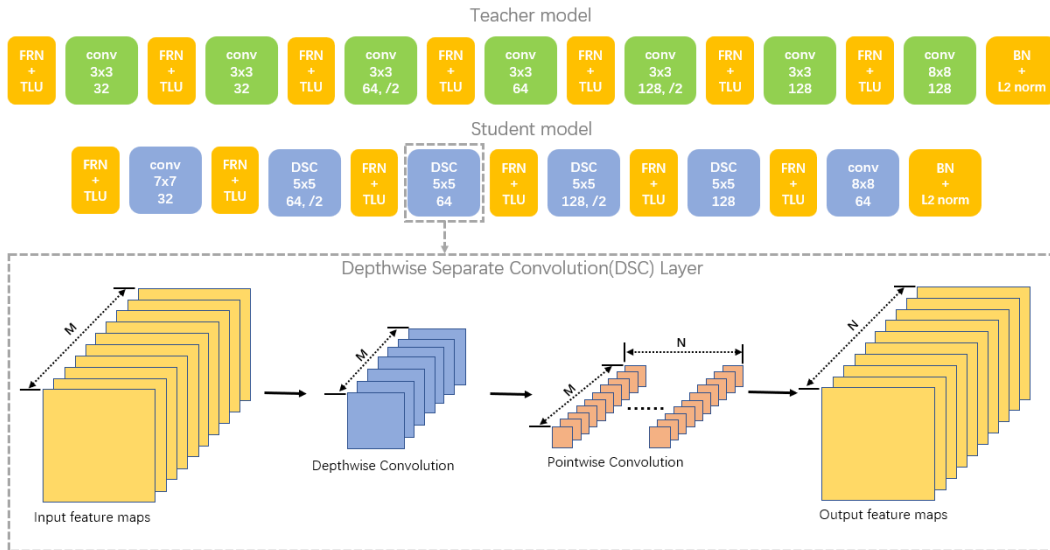 Teacher model
FRN
+
TLU
conv
3x3
32
FRN
+
TLU
conv
3x3
32
FRN
+
TLU
conv
3x3
64, /2
FRN
+
TLU
conv
3x3
64
FRN
+
TLU
conv
3x3
128, /2
FRN
+
TLU
conv
3x3
128
FRN
+
TLU
conv
8x8
128
BN
+
L2 norm
Student model
FRN
+
TLU
conv
7x7
32
FRN
+
TLU
DSC
5x5
64, /2
FRN
+
TLU
DSC
5x5
64
FRN
+
TLU
DSC
5x5
128, /2
FRN
+
TLU
DSC
5x5
128
FRN
+
TLU
conv
8x8
64
BN
+
L2 norm
Depthwise Separate Convolution(DSC) Layer
M
Input feature maps
M
Depthwise Convolution
M
N
......
Pointwise Convolution
N
Output feature maps